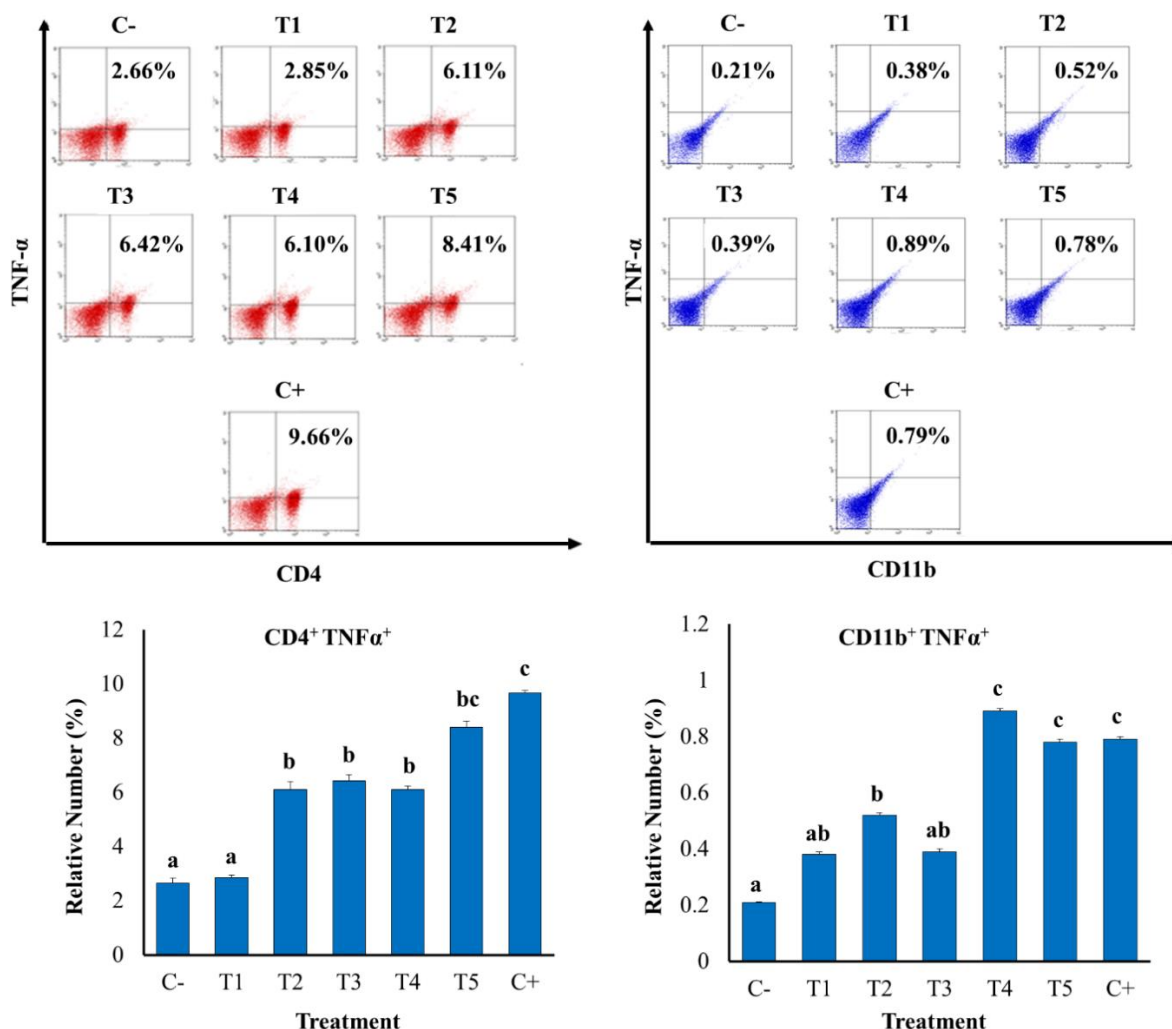 C- T1 T2
2.66% 2.85% 6.11%
T3 T4 T5
6.42% 6.10% 8.41%
C+
9.66%
TNF-α
CD4
C- T1 T2
0.21% 0.38% 0.52%
T3 T4 T5
0.39% 0.89% 0.78%
C+
0.79%
TNF-α
CD11b
CD4+ TNFα+
12
10
8
6
4
2
0
Relative Number (%)
a a b b b bc c
C- T1 T2 T3 T4 T5 C+
Treatment
CD11b+ TNFα+
1.2
1
0.8
0.6
0.4
0.2
0
Relative Number (%)
a ab b ab c c c
C- T1 T2 T3 T4 T5 C+
Treatment